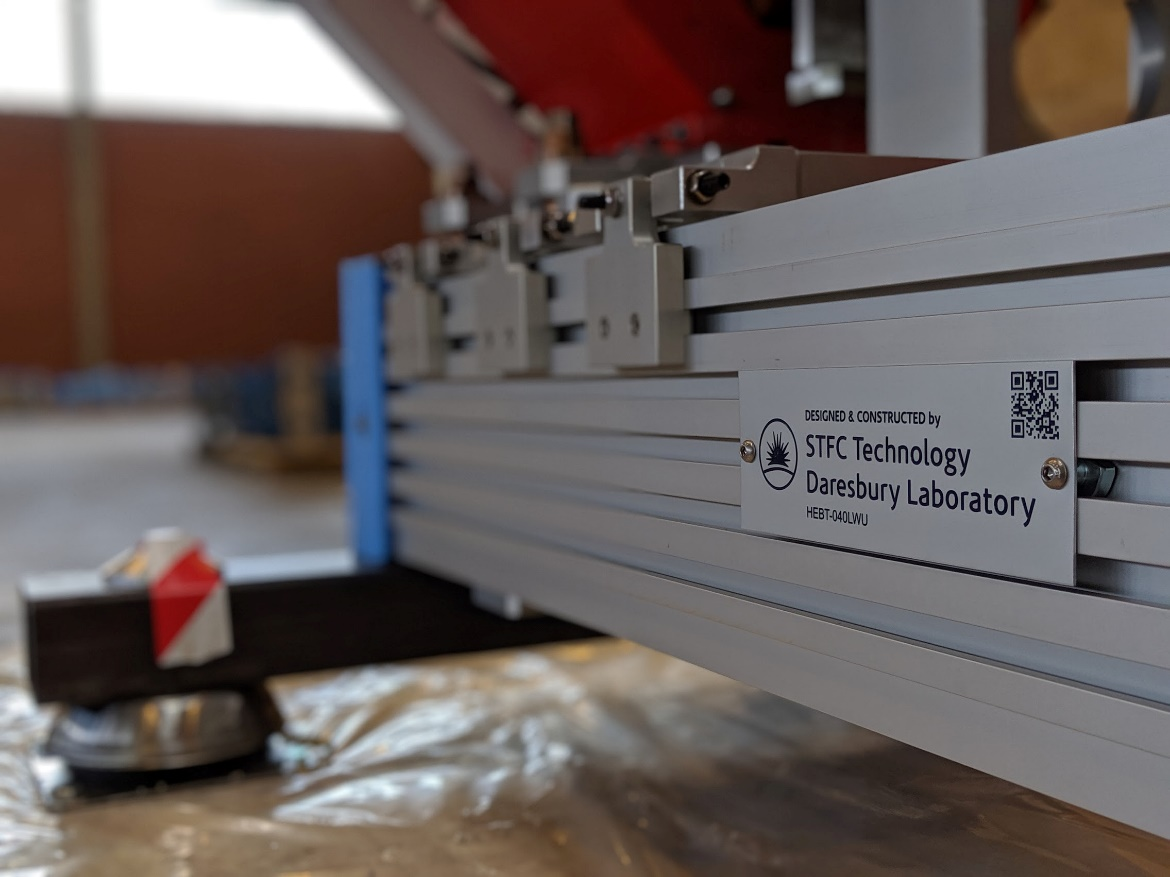 DESIGNED & CONSTRUCTED by
STFC Technology
Daresbury Laboratory
HEBT-040LWU